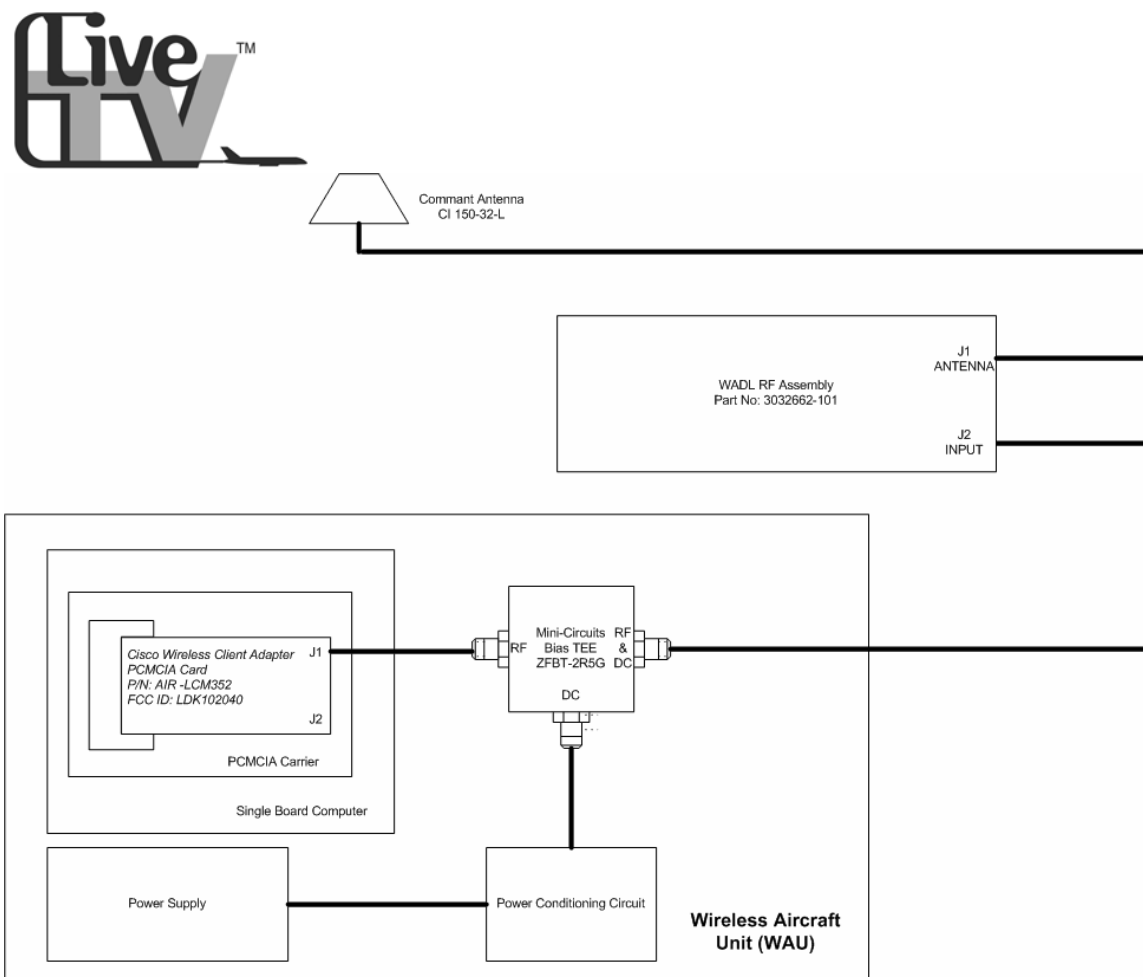 Live
TV
TM
Commant Antenna
CI 150-32-L
J1
ANTENNA
WADL RF Assembly
Part No: 3032662-101
J2
INPUT
Cisco Wireless Client Adapter
PCMCIA Card
P/N: AIR -LCM352
FCC ID: LDK102040
J1
J2
PCMCIA Carrier
Single Board Computer
RF
Mini-Circuits
Bias TEE
ZFBT-2R5G
RF
&
DC
DC
Power Supply
Power Conditioning Circuit
Wireless Aircraft
Unit (WAU)